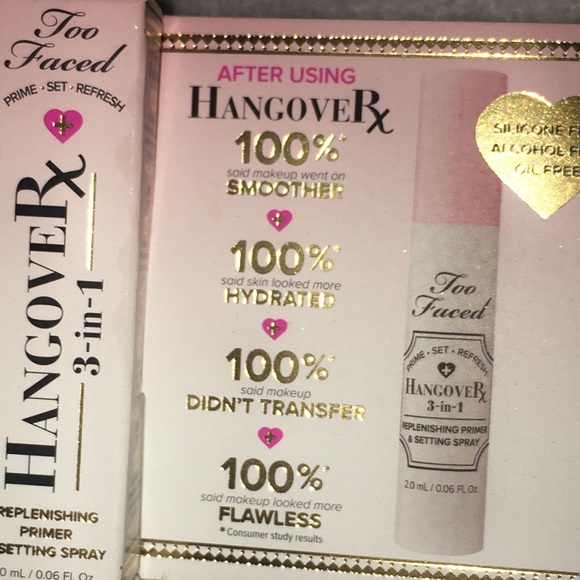 Too
Faced
PRIME · SET · REFRESH
HANGOVERx
3-in-1
REPLENISHING
PRIMER
SETTING SPRAY
0 mL / 0.06 Fl. Oz
AFTER USING
HANGOVERx
100%*
said makeup went on
SMOOTHER
100%*
said skin looked more
HYDRATED
100%*
said makeup
DIDN'T TRANSFER
100%*
said makeup looked more
FLAWLESS
*Consumer study results
SILICONE
ALCOHOL
OIL FREE
Too
Faced
PRIME · SET · REFRESH
HANGOVERx
3-in-1
REPLENISHING PRIMER
& SETTING SPRAY
2.0 mL / 0.06 Fl. Oz